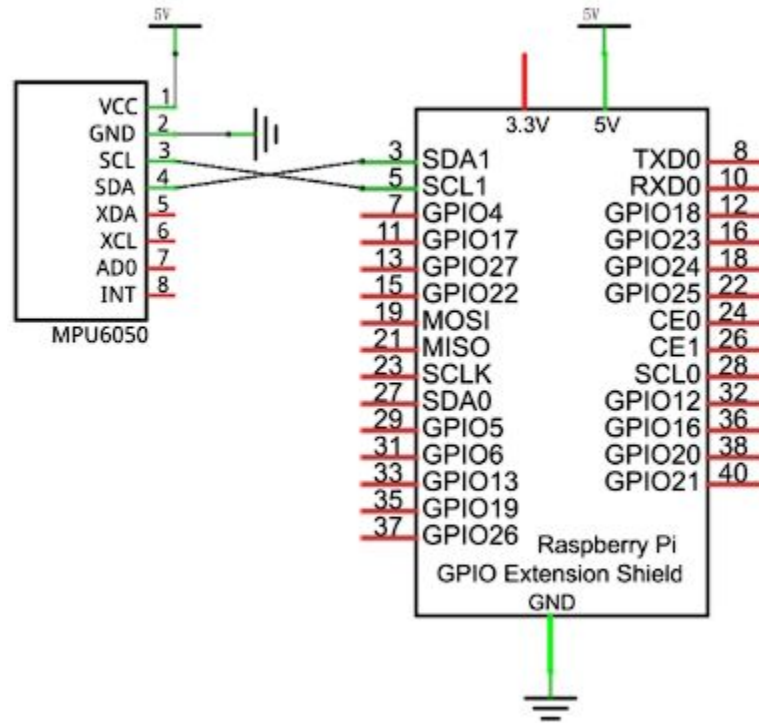 5V
5V
1
VCC
2
GND
3
SCL
4
SDA
5
XDA
6
XCL
7
AD0
8
INT
MPU6050
3.3V
5V
3 SDA1
TXD0 8
5 SCL1
RXD0 10
7 GPIO4
GPIO18 12
11 GPIO17
GPIO23 16
13 GPIO27
GPIO24 18
15 GPIO22
GPIO25 22
19 MOSI
CE0 24
21 MISO
CE1 26
23 SCLK
SCL0 28
27 SDA0
GPIO12 32
29 GPIO5
GPIO16 36
31 GPIO6
GPIO20 38
33 GPIO13
GPIO21 40
35 GPIO19
37 GPIO26
Raspberry Pi
GPIO Extension Shield
GND